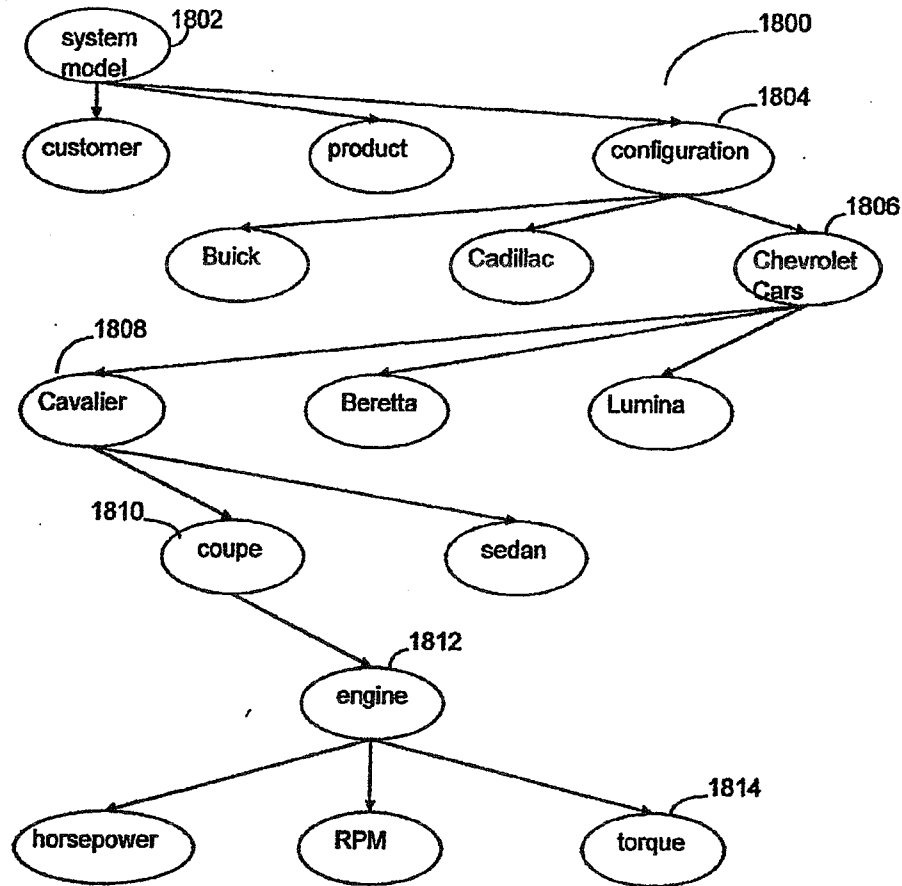 1802
system
model
1800
1804
customer
product
configuration
1806
Buick
Cadillac
Chevrolet
Cars
1808
Cavalier
Beretta
Lumina
1810
coupe
sedan
1812
engine
1814
horsepower
RPM
torque